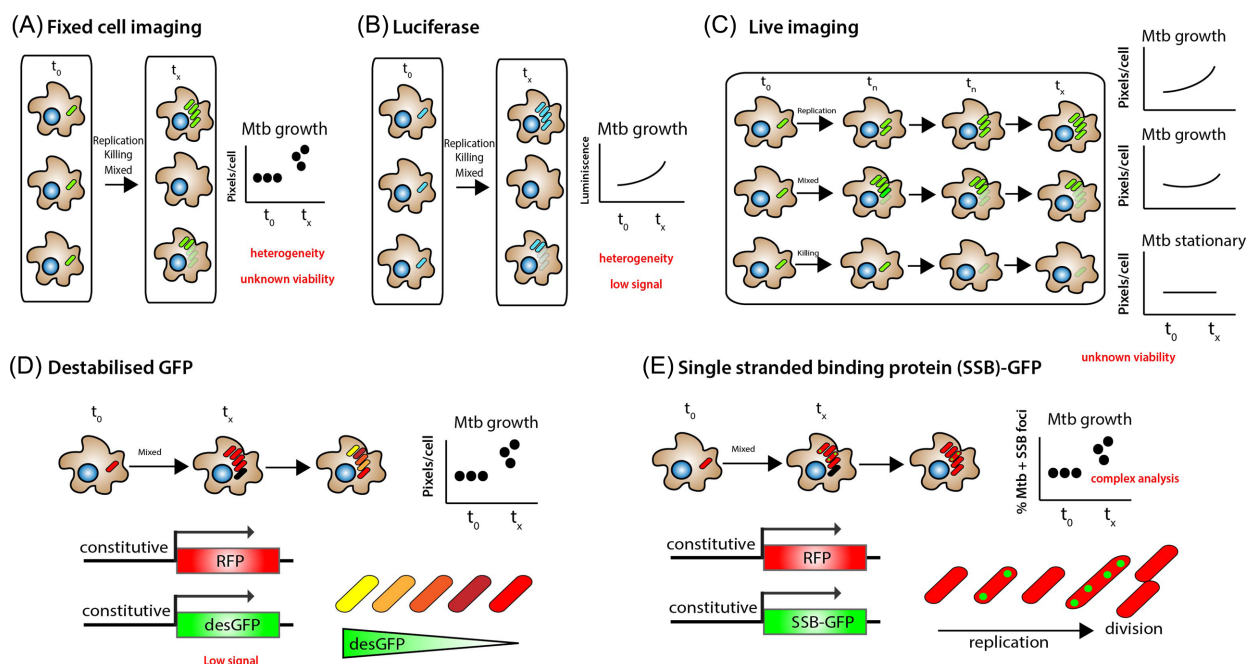 (A) Fixed cell imaging
t0
tx
Replication
Killing
Mixed
Mtb growth
Pixels/cell
t0 tx
heterogeneity
unknown viability
(B) Luciferase
t0
tx
Replication
Killing
Mixed
Mtb growth
Luminiscence
t0 tx
heterogeneity
low signal
(C) Live imaging
t0 tn tn tx
Replication
Mixed
Killing
Mtb growth
Pixels/cell
Mtb growth
Pixels/cell
Mtb stationary
Pixels/cell
t0 tx
unknown viability
(D) Destabilised GFP
t0
tx
Mixed
Mtb growth
Pixels/cell
t0 tx
constitutive
RFP
constitutive
desGFP
Low signal
desGFP
(E) Single stranded binding protein (SSB)-GFP
t0
tx
Mixed
Mtb growth
% Mtb + SSB foci
complex analysis
t0 tx
constitutive
RFP
constitutive
SSB-GFP
replication
division